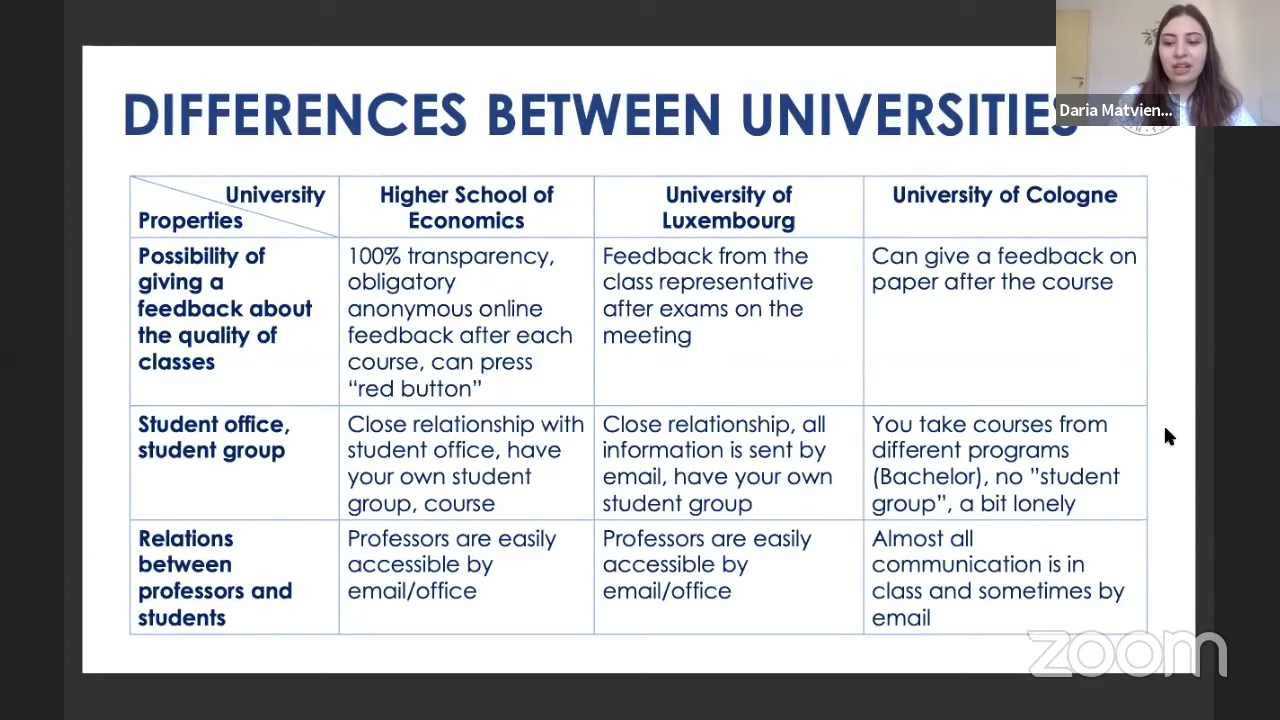 DIFFERENCES BETWEEN UNIVERSITIES
Daria Matvien...
University
Properties
Higher School of
Economics
University of
Luxembourg
University of Cologne
Possibility of
giving a
feedback about
the quality of
classes
100% transparency,
obligatory
anonymous online
feedback after each
course, can press
“red button”
Feedback from the
class representative
after exams on the
meeting
Can give a feedback on
paper after the course
Student office,
student group
Close relationship with
student office, have
your own student
group, course
Close relationship, all
information is sent by
email, have your own
student group
You take courses from
different programs
(Bachelor), no ”student
group”, a bit lonely
Relations
between
professors and
students
Professors are easily
accessible by
email/office
Professors are easily
accessible by
email/office
Almost all
communication is in
class and sometimes by
email
zoom